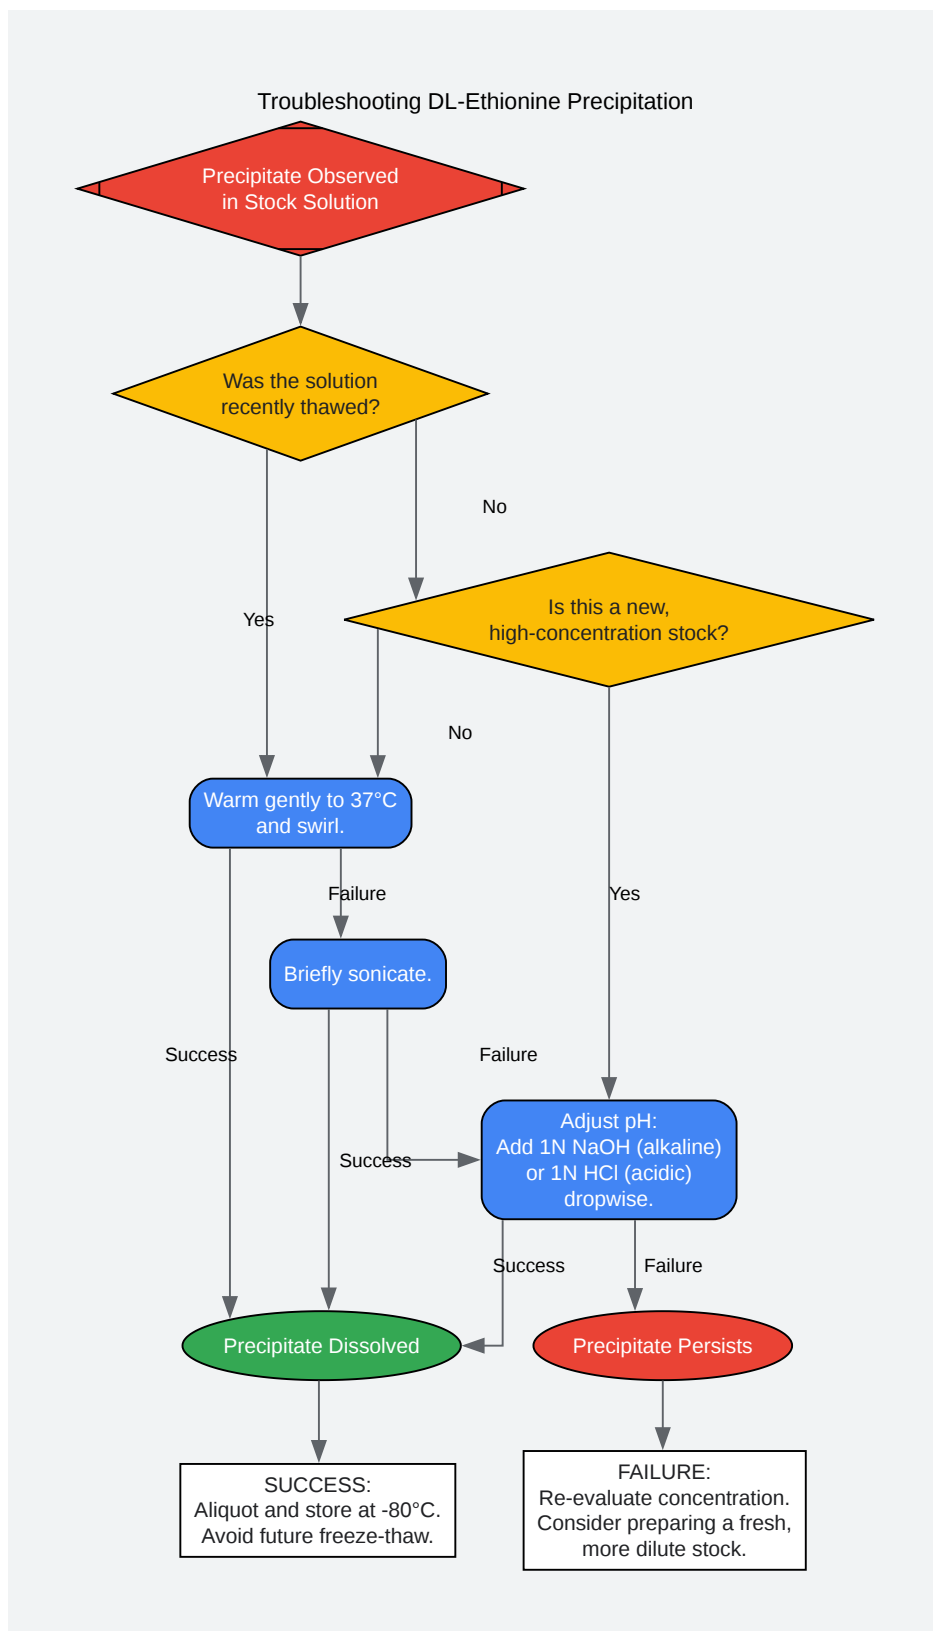 Troubleshooting DL-Ethionine Precipitation
Precipitate Observed
in Stock Solution
Was the solution
recently thawed?
No
Is this a new,
high-concentration stock?
Yes
No
Warm gently to 37°C
and swirl.
Failure
Yes
Briefly sonicate.
Success
Failure
Adjust pH:
Add 1N NaOH (alkaline)
or 1N HCl (acidic)
dropwise.
Success
Success
Failure
Precipitate Dissolved
Precipitate Persists
SUCCESS:
Aliquot and store at -80°C.
Avoid future freeze-thaw.
FAILURE:
Re-evaluate concentration.
Consider preparing a fresh,
more dilute stock.